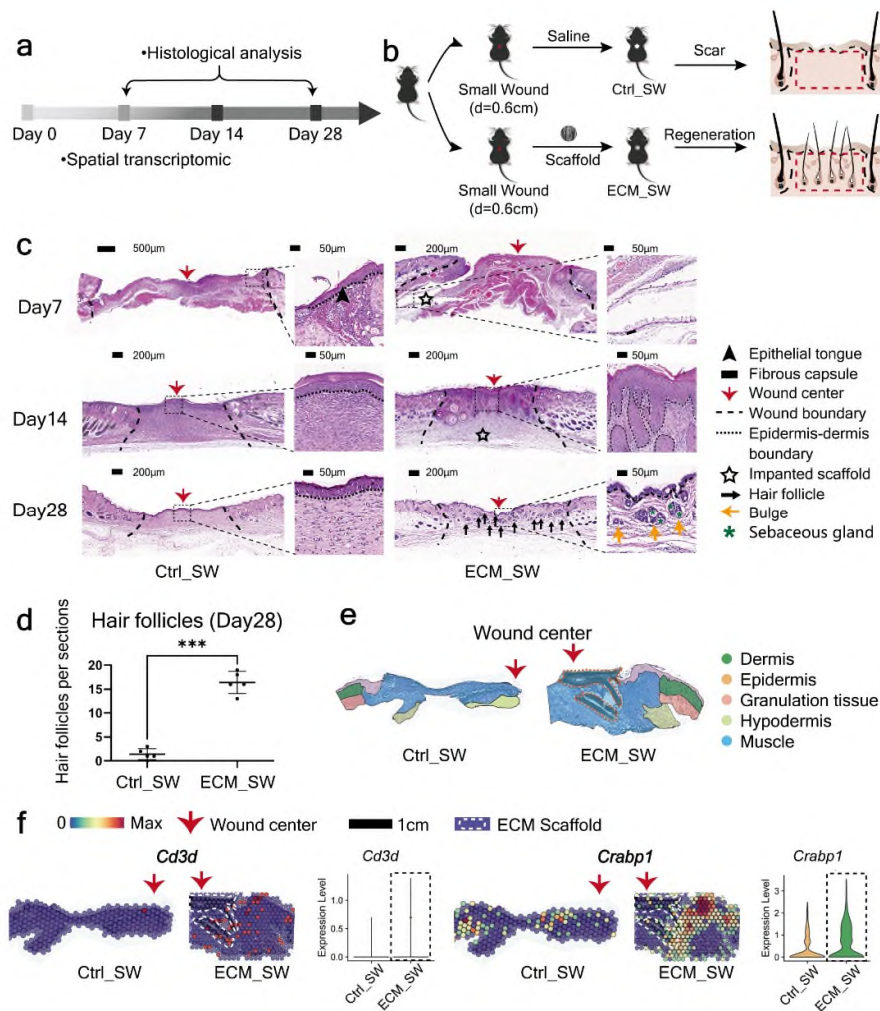 a
•Histological analysis
Day 0
Day 7
Day 14
Day 28
•Spatial transcriptomic
b
Small Wound
(d=0.6cm)
Saline
Ctrl_SW
Scar
Small Wound
(d=0.6cm)
Scaffold
ECM_SW
Regeneration
c
500μm
50μm
200μm
50μm
Day7
200μm
50μm
200μm
50μm
Day14
200μm
50μm
200μm
50μm
Day28
Ctrl_SW
ECM_SW
Epithelial tongue
Fibrous capsule
Wound center
Wound boundary
Epidermis-dermis
boundary
Impanted scaffold
Hair follicle
Bulge
Sebaceous gland
d
Hair follicles (Day28)
***
Hair follicles per sections
20
15
10
5
0
Ctrl_SW
ECM_SW
e
Wound center
Ctrl_SW
ECM_SW
Dermis
Epidermis
Granulation tissue
Hypodermis
Muscle
f
0
Max
Wound center
1cm
ECM Scaffold
Cd3d
Ctrl_SW
ECM_SW
Cd3d
Expression Level
1.0
0.5
0.0
Ctrl_SW
ECM_SW
Crabp1
Ctrl_SW
ECM_SW
Crabp1
Expression Level
3
2
1
0
Ctrl_SW
ECM_SW